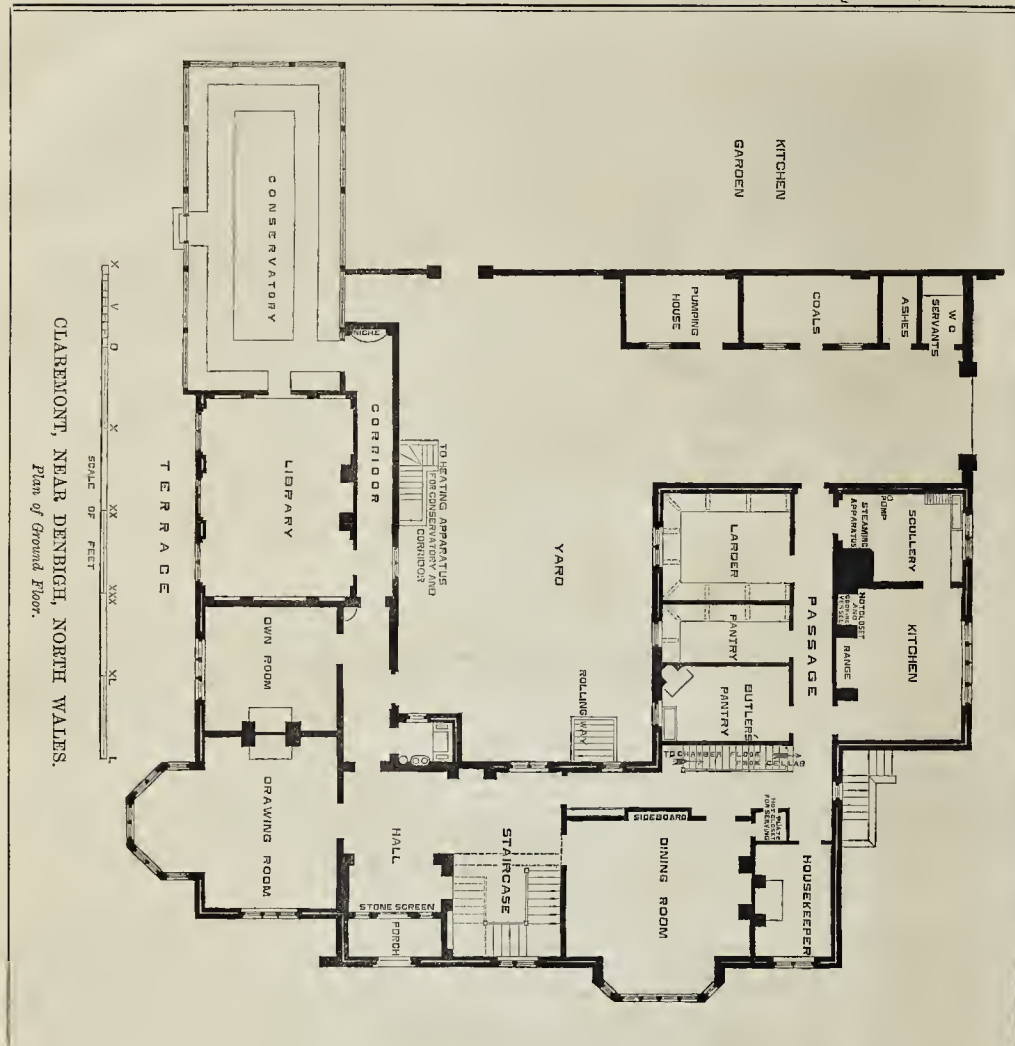 KITCHEN
GARDEN
W C
SERVANTS
ASHES
COALS
PUMPING
HOUSE
CONSERVATORY
NICHE
CORRIDOR
TO HEATING APPARATUS
FOR CONSERVATORY AND
CORRIDOR
YARD
SCULLERY
PUMP
STEAMING
APPARATUS
KITCHEN
HOT CLOSET
AND
VESSEL
RANGE
PASSAGE
LARDER
PANTRY
BUTLERS'
PANTRY
ROLLING WAY
TO CHAMBER FLOOR
FROM CELLAR
PLATE
HOT CLOSET
FOR SERVING
HOUSEKEEPER
SIDEBOARD
DINING ROOM
STAIRCASE
HALL
STONE SCREEN
PORCH
LIBRARY
OWN ROOM
DRAWING ROOM
TERRACE
X V O X XX XXX XL L
SCALE OF FEET
CLAREMONT, NEAR DENBIGH, NORTH WALES.
Plan of Ground Floor.